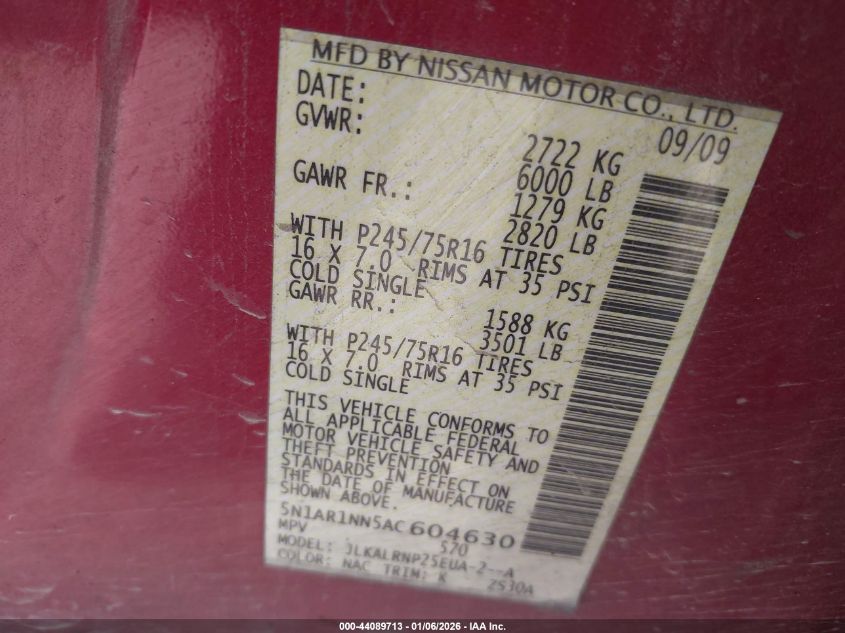 MFD BY NISSAN MOTOR CO., LTD.
DATE: 09/09
GVWR: 2722 KG
6000 LB
GAWR FR.: 1279 KG
2820 LB
WITH P245/75R16 TIRES
16 X 7.0 RIMS AT 35 PSI
COLD SINGLE
GAWR RR.: 1588 KG
3501 LB
WITH P245/75R16 TIRES
16 X 7.0 RIMS AT 35 PSI
COLD SINGLE
THIS VEHICLE CONFORMS TO
ALL APPLICABLE FEDERAL
MOTOR VEHICLE SAFETY AND
THEFT PREVENTION
STANDARDS IN EFFECT ON
THE DATE OF MANUFACTURE
SHOWN ABOVE.
5N1AR1NN5AC604630
MPV 570
MODEL: JLKALRNP25EUA-2--A
COLOR: NAC TRIM: K 2S30A
000-44089713 - 01/06/2026 - IAA Inc.